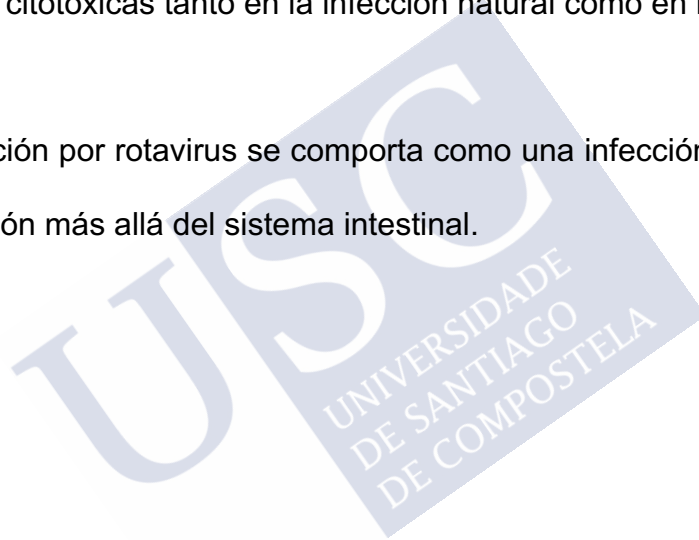 citotóxicas tanto en la infección natural como en
ción por rotavirus se comporta como una infección
ón más allá del sistema intestinal.
USC
UNIVERSIDADE
DE SANTIAGO
DE COMPOSTELA